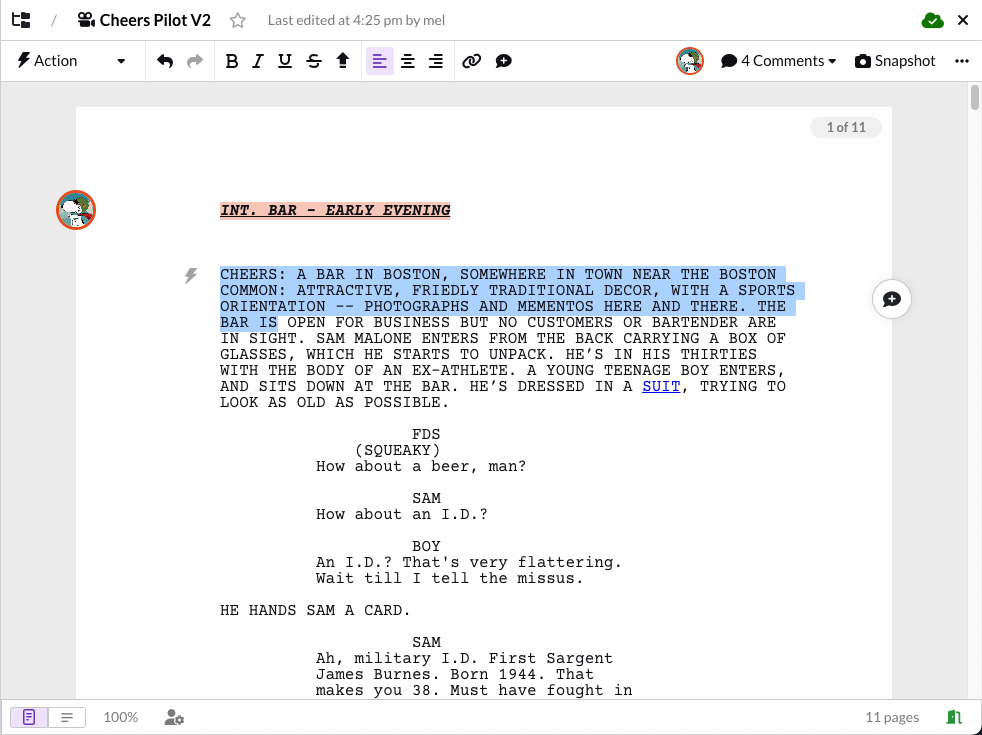 / Cheers Pilot V2 Last edited at 4:25 pm by mel
Action B I U S 4 Comments Snapshot
1 of 11
INT. BAR - EARLY EVENING
CHEERS: A BAR IN BOSTON, SOMEWHERE IN TOWN NEAR THE BOSTON
COMMON: ATTRACTIVE, FRIEDLY TRADITIONAL DECOR, WITH A SPORTS
ORIENTATION -- PHOTOGRAPHS AND MEMENTOS HERE AND THERE. THE
BAR IS OPEN FOR BUSINESS BUT NO CUSTOMERS OR BARTENDER ARE
IN SIGHT. SAM MALONE ENTERS FROM THE BACK CARRYING A BOX OF
GLASSES, WHICH HE STARTS TO UNPACK. HE’S IN HIS THIRTIES
WITH THE BODY OF AN EX-ATHLETE. A YOUNG TEENAGE BOY ENTERS,
AND SITS DOWN AT THE BAR. HE’S DRESSED IN A SUIT, TRYING TO
LOOK AS OLD AS POSSIBLE.
FDS
(SQUEAKY)
How about a beer, man?
SAM
How about an I.D.?
BOY
An I.D.? That's very flattering.
Wait till I tell the missus.
HE HANDS SAM A CARD.
SAM
Ah, military I.D. First Sargent
James Burnes. Born 1944. That
makes you 38. Must have fought in
100% 11 pages